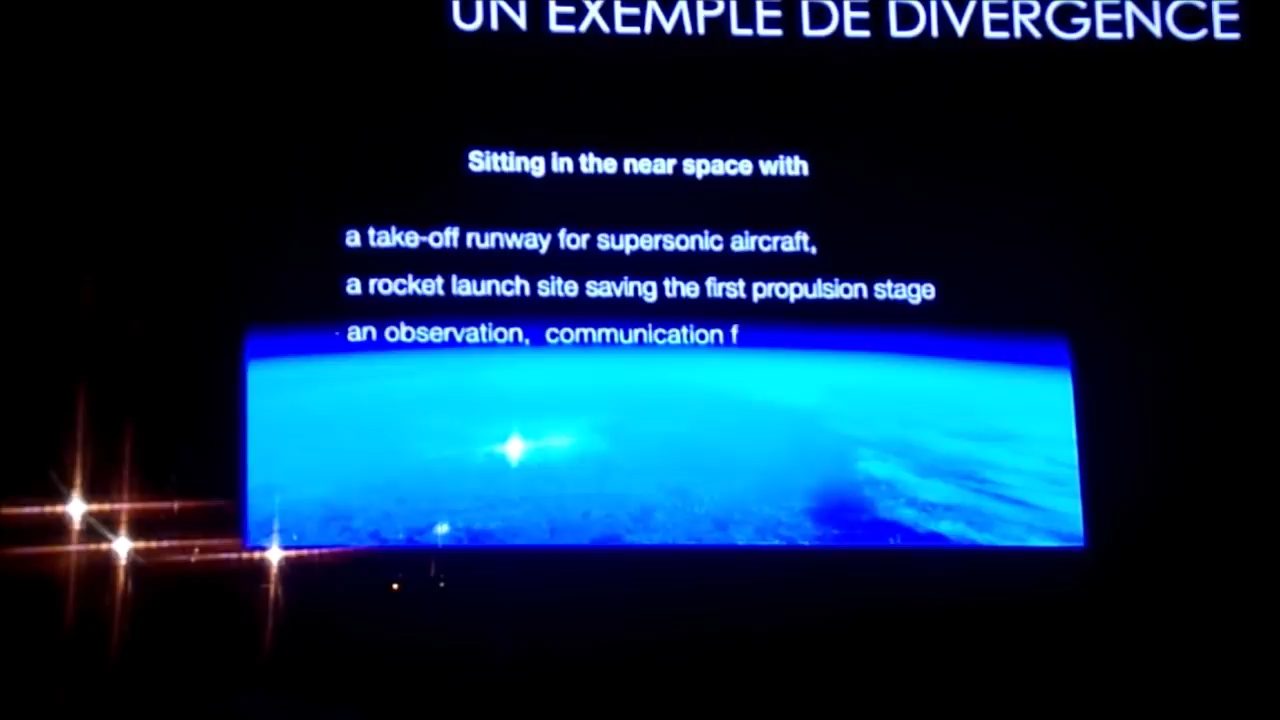 UN EXEMPLE DE DIVERGENCE
Sitting in the near space with
a take-off runway for supersonic aircraft,
a rocket launch site saving the first propulsion stage
- an observation, communication f